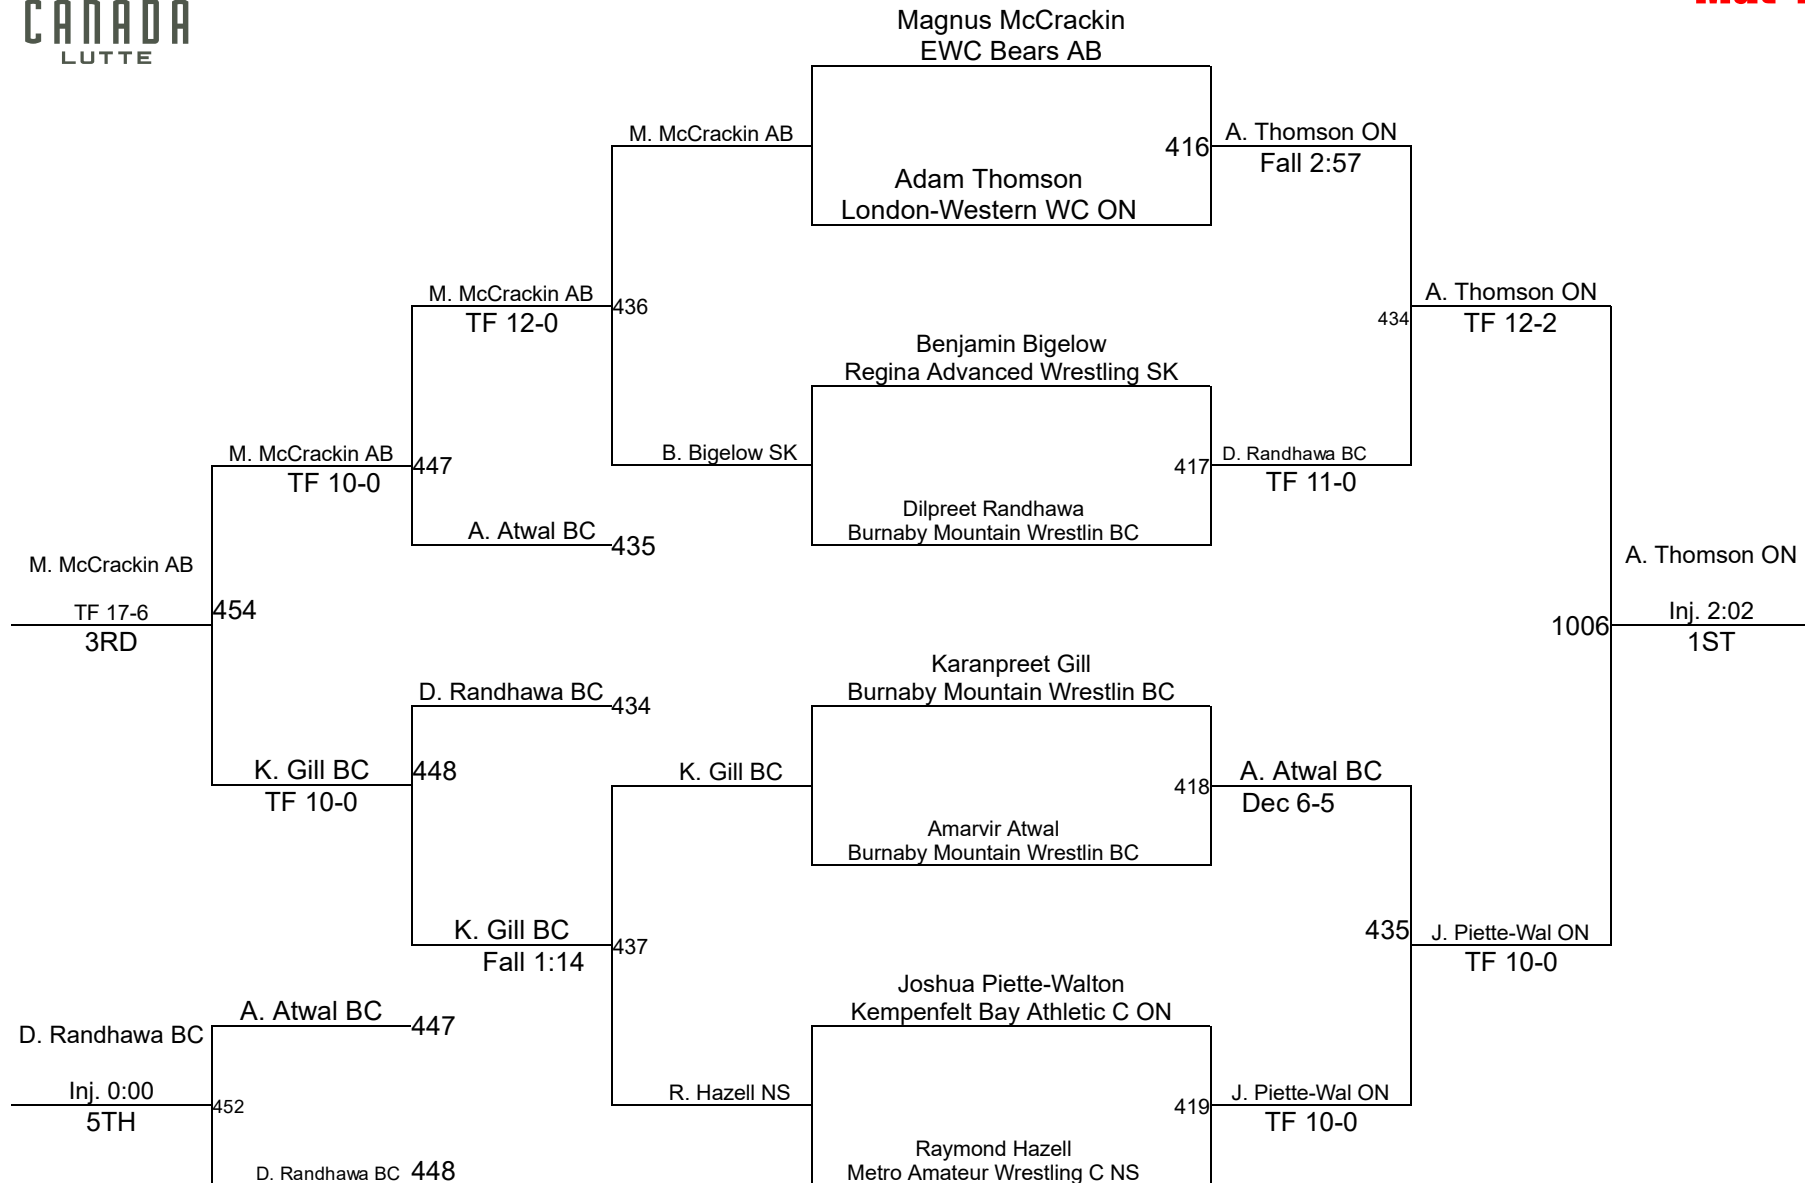 CANADA
LUTTE
Magnus McCrackin
EWC Bears AB
M. McCrackin AB
416
A. Thomson ON
Fall 2:57
Adam Thomson
London-Western WC ON
M. McCrackin AB
TF 12-0
436
A. Thomson ON
434
TF 12-2
Benjamin Bigelow
Regina Advanced Wrestling SK
M. McCrackin AB
TF 10-0
447
B. Bigelow SK
417
D. Randhawa BC
TF 11-0
Dilpreet Randhawa
Burnaby Mountain Wrestlin BC
A. Atwal BC
435
M. McCrackin AB
TF 17-6
3RD
454
A. Thomson ON
1006
Inj. 2:02
1ST
Karanpreet Gill
Burnaby Mountain Wrestlin BC
D. Randhawa BC
434
K. Gill BC
TF 10-0
448
K. Gill BC
418
A. Atwal BC
Dec 6-5
Amarvir Atwal
Burnaby Mountain Wrestlin BC
K. Gill BC
Fall 1:14
437
435
J. Piette-Wal ON
TF 10-0
Joshua Piette-Walton
Kempenfelt Bay Athletic C ON
A. Atwal BC
447
D. Randhawa BC
Inj. 0:00
5TH
452
R. Hazell NS
419
J. Piette-Wal ON
TF 10-0
Raymond Hazell
Metro Amateur Wrestling C NS
D. Randhawa BC
448